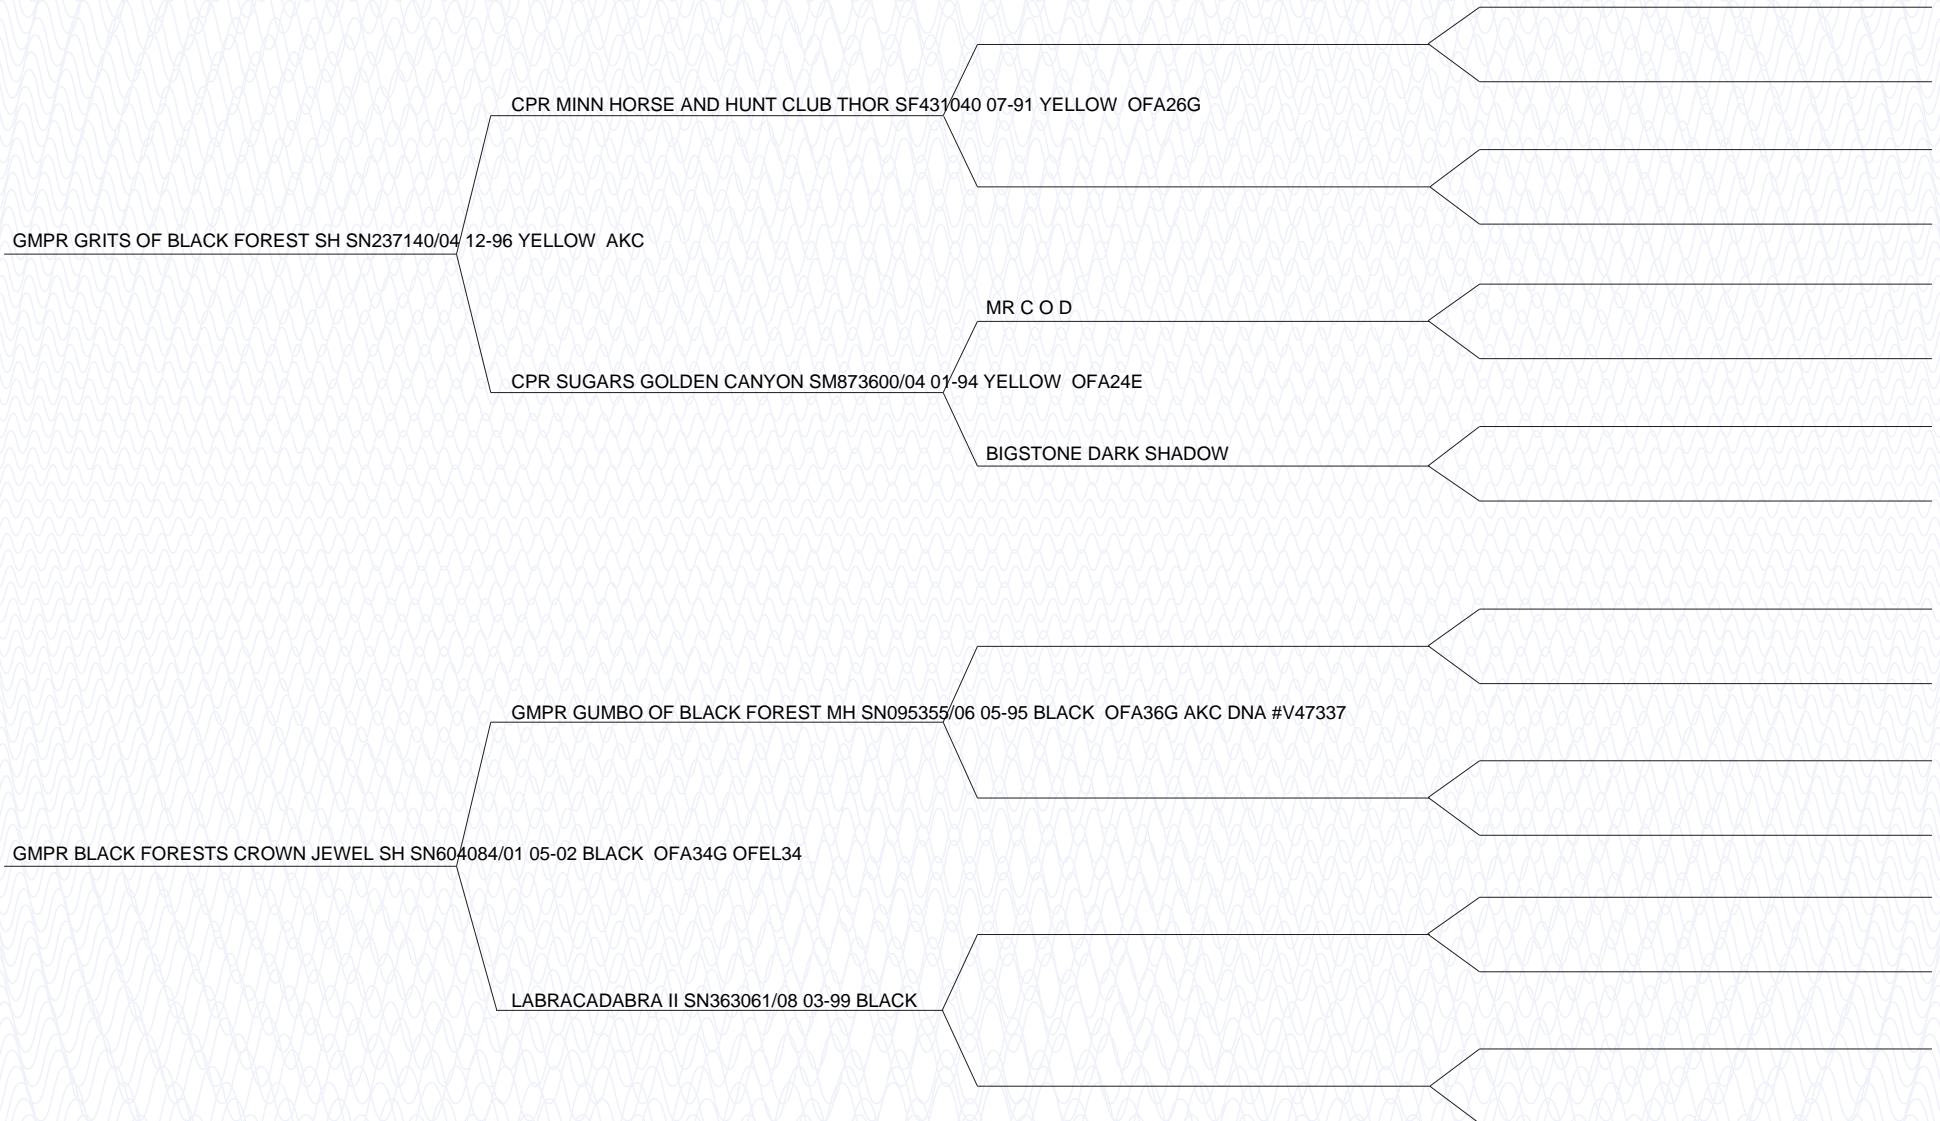 CPR MINN HORSE AND HUNT CLUB THOR SF431040 07-91 YELLOW  OFA26G
GMPR GRITS OF BLACK FOREST SH SN237140/04 12-96 YELLOW  AKC
MR C O D
CPR SUGARS GOLDEN CANYON SM873600/04 01-94 YELLOW  OFA24E
BIGSTONE DARK SHADOW
GMPR GUMBO OF BLACK FOREST MH SN095355/06 05-95 BLACK  OFA36G AKC DNA #V47337
GMPR BLACK FORESTS CROWN JEWEL SH SN604084/01 05-02 BLACK  OFA34G OFEL34
LABRACADABRA II SN363061/08 03-99 BLACK